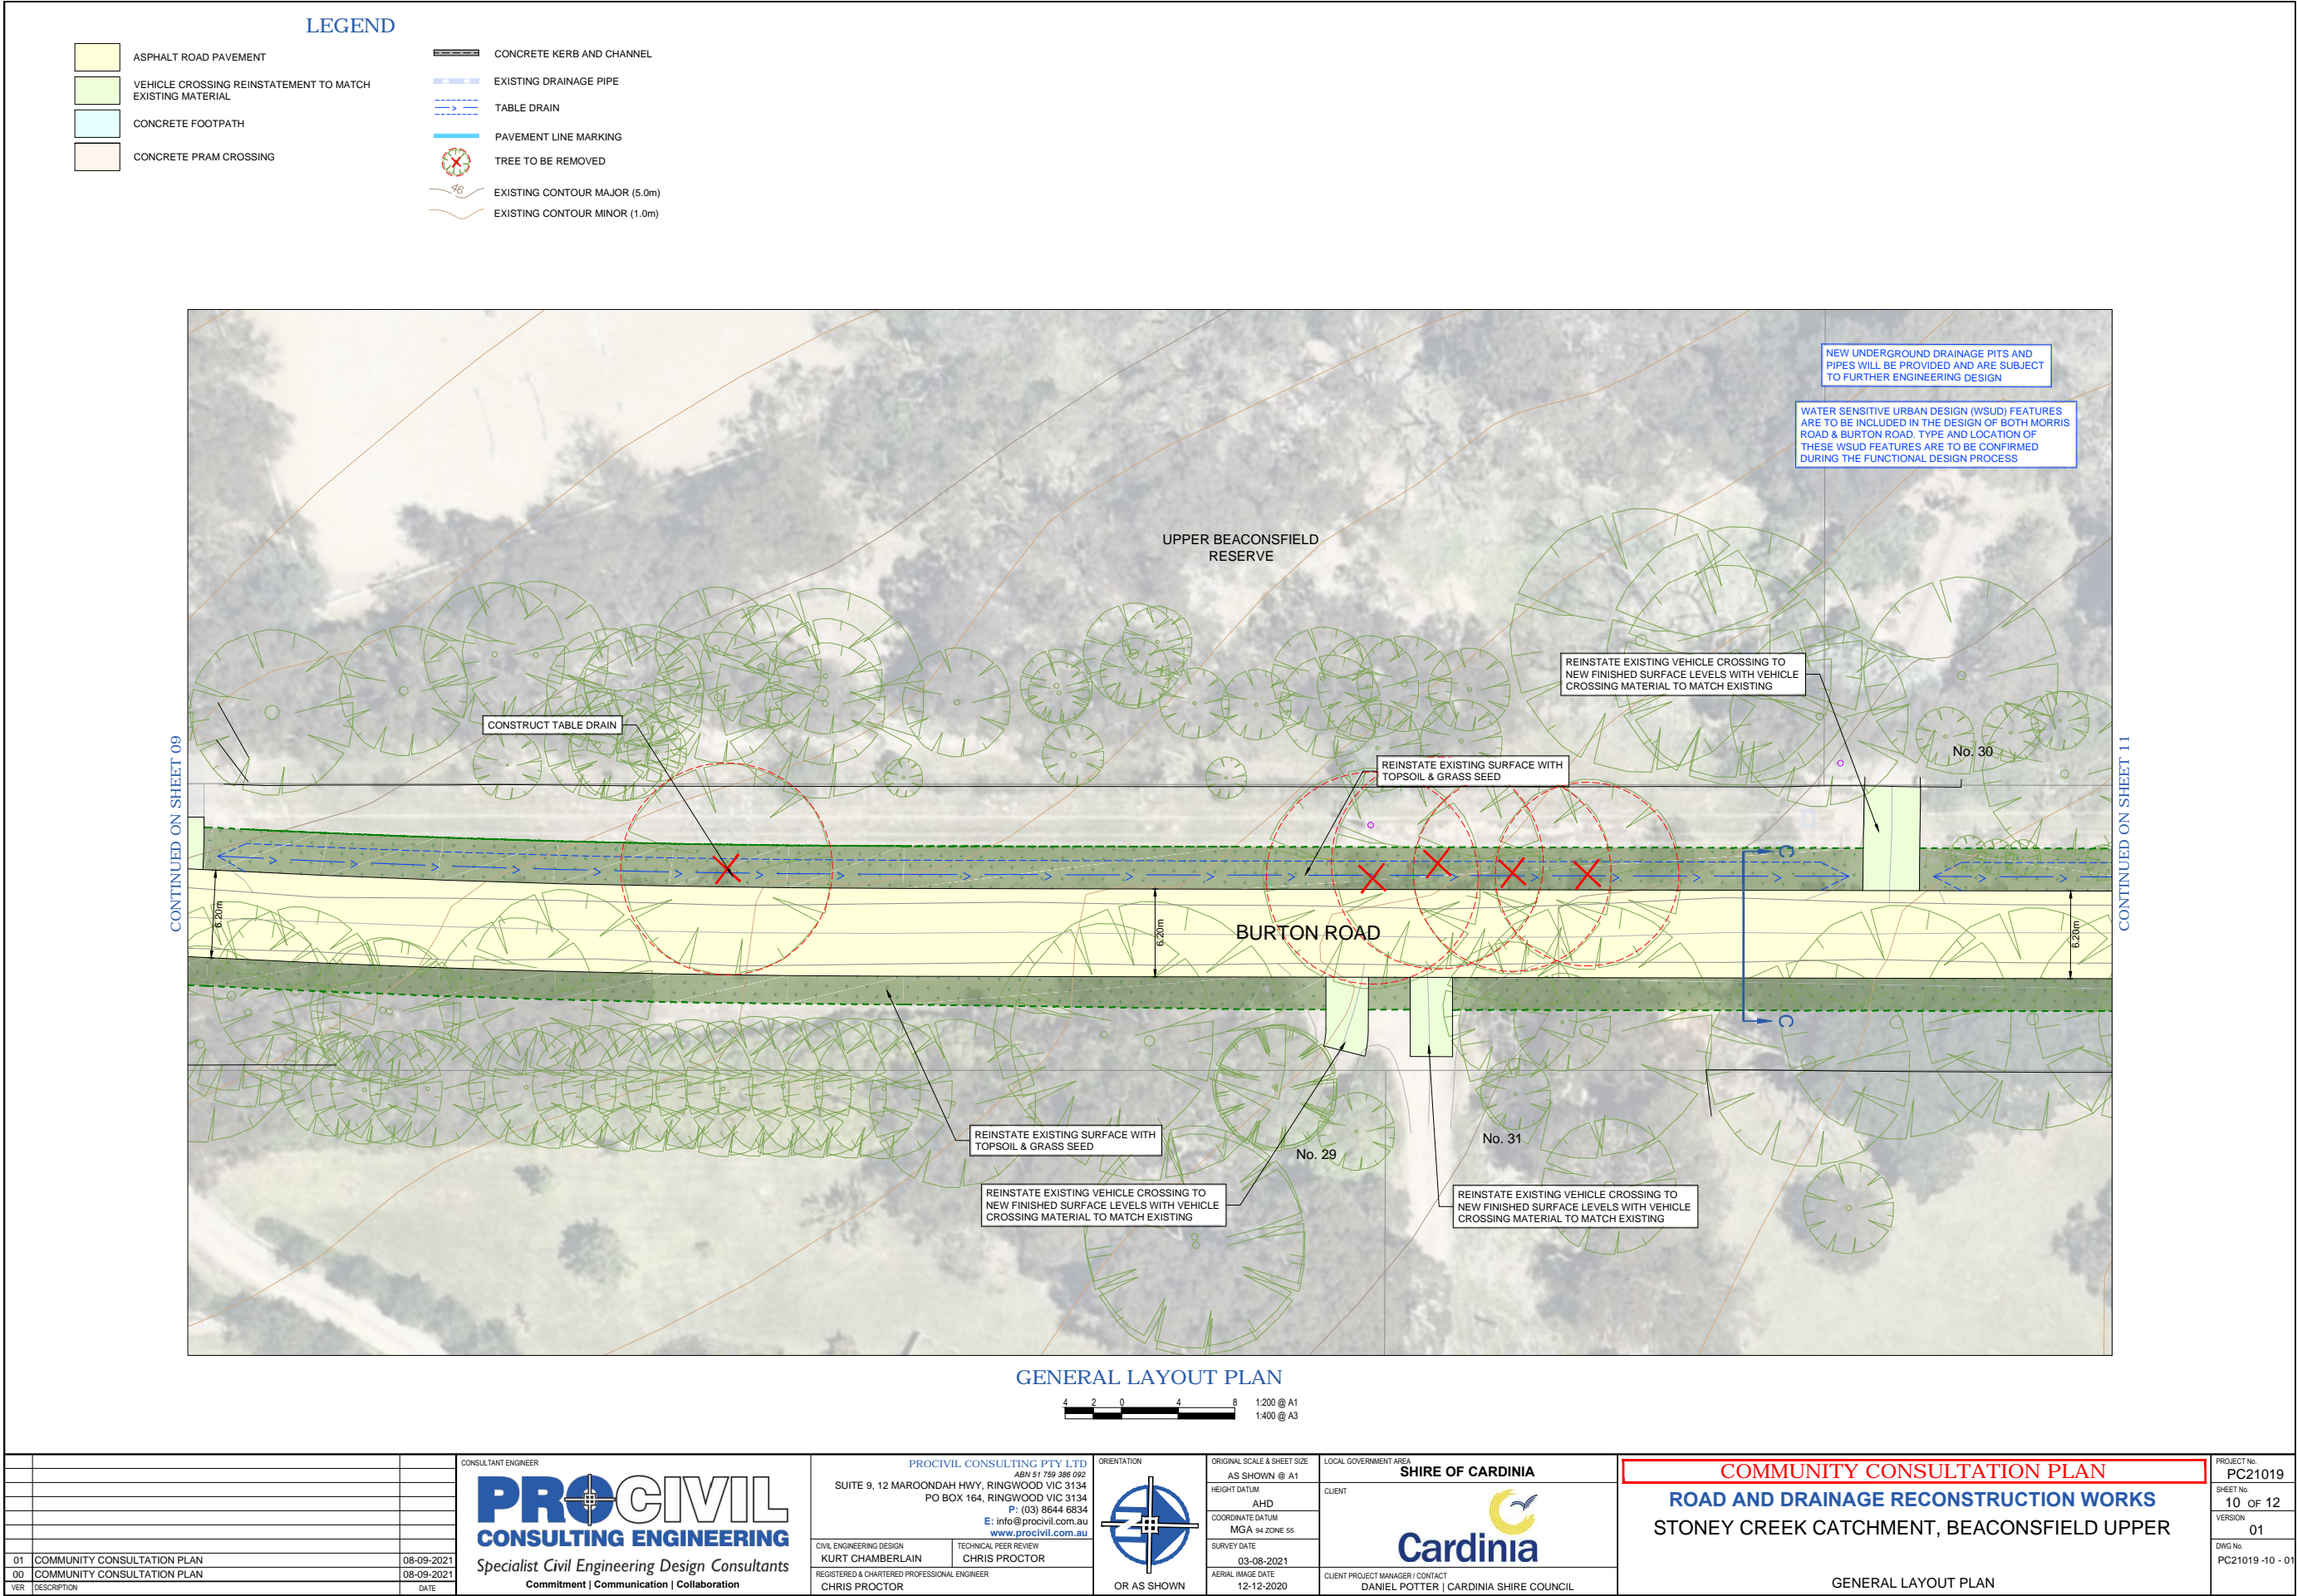 LEGEND
ASPHALT ROAD PAVEMENT
VEHICLE CROSSING REINSTATEMENT TO MATCH
EXISTING MATERIAL
CONCRETE FOOTPATH
CONCRETE PRAM CROSSING
CONCRETE KERB AND CHANNEL
EXISTING DRAINAGE PIPE
TABLE DRAIN
PAVEMENT LINE MARKING
TREE TO BE REMOVED
46
EXISTING CONTOUR MAJOR (5.0m)
EXISTING CONTOUR MINOR (1.0m)
NEW UNDERGROUND DRAINAGE PITS AND
PIPES WILL BE PROVIDED AND ARE SUBJECT
TO FURTHER ENGINEERING DESIGN
WATER SENSITIVE URBAN DESIGN (WSUD) FEATURES
ARE TO BE INCLUDED IN THE DESIGN OF BOTH MORRIS
ROAD & BURTON ROAD. TYPE AND LOCATION OF
THESE WSUD FEATURES ARE TO BE CONFIRMED
DURING THE FUNCTIONAL DESIGN PROCESS
UPPER BEACONSFIELD
RESERVE
REINSTATE EXISTING VEHICLE CROSSING TO
NEW FINISHED SURFACE LEVELS WITH VEHICLE
CROSSING MATERIAL TO MATCH EXISTING
CONSTRUCT TABLE DRAIN
No. 30
REINSTATE EXISTING SURFACE WITH
TOPSOIL & GRASS SEED
CONTINUED ON SHEET 09
CONTINUED ON SHEET 11
C
6.20m
6.20m
BURTON ROAD
6.20m
C
REINSTATE EXISTING SURFACE WITH
TOPSOIL & GRASS SEED
No. 29
No. 31
REINSTATE EXISTING VEHICLE CROSSING TO
NEW FINISHED SURFACE LEVELS WITH VEHICLE
CROSSING MATERIAL TO MATCH EXISTING
REINSTATE EXISTING VEHICLE CROSSING TO
NEW FINISHED SURFACE LEVELS WITH VEHICLE
CROSSING MATERIAL TO MATCH EXISTING
GENERAL LAYOUT PLAN
4 2 0 4 8
1:200 @ A1
1:400 @ A3
01 COMMUNITY CONSULTATION PLAN 08-09-2021
00 COMMUNITY CONSULTATION PLAN 08-09-2021
VER DESCRIPTION DATE
CONSULTANT ENGINEER
PROCIVIL
CONSULTING ENGINEERING
Specialist Civil Engineering Design Consultants
Commitment | Communication | Collaboration
PROCIVIL CONSULTING PTY LTD
ABN 51 759 386 092
SUITE 9, 12 MAROONDAH HWY, RINGWOOD VIC 3134
PO BOX 164, RINGWOOD VIC 3134
P: (03) 8644 6834
E: info@procivil.com.au
www.procivil.com.au
CIVIL ENGINEERING DESIGN
KURT CHAMBERLAIN
TECHNICAL PEER REVIEW
CHRIS PROCTOR
REGISTERED & CHARTERED PROFESSIONAL ENGINEER
CHRIS PROCTOR
ORIENTATION
N
OR AS SHOWN
ORIGINAL SCALE & SHEET SIZE
AS SHOWN @ A1
HEIGHT DATUM
AHD
COORDINATE DATUM
MGA 94 ZONE 55
SURVEY DATE
03-08-2021
AERIAL IMAGE DATE
12-12-2020
LOCAL GOVERNMENT AREA
SHIRE OF CARDINIA
CLIENT
Cardinia
CLIENT PROJECT MANAGER / CONTACT
DANIEL POTTER | CARDINIA SHIRE COUNCIL
COMMUNITY CONSULTATION PLAN
ROAD AND DRAINAGE RECONSTRUCTION WORKS
STONEY CREEK CATCHMENT, BEACONSFIELD UPPER
GENERAL LAYOUT PLAN
PROJECT No.
PC21019
SHEET No.
10 OF 12
VERSION
01
DWG No.
PC21019 -10 - 01